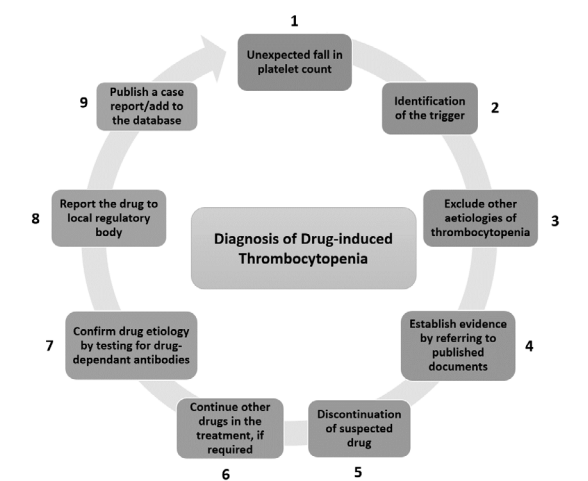 1
Unexpected fall in
platelet count
2
Identification
of the trigger
3
Exclude other
aetiologies of
thrombocytopenia
4
Establish evidence
by referring to
published
documents
5
Discontinuation
of suspected
drug
6
Continue other
drugs in the
treatment, if
required
7
Confirm drug etiology
by testing for drug-
dependant antibodies
8
Report the drug to
local regulatory
body
9
Publish a case
report/add to
the database
Diagnosis of Drug-induced
Thrombocytopenia